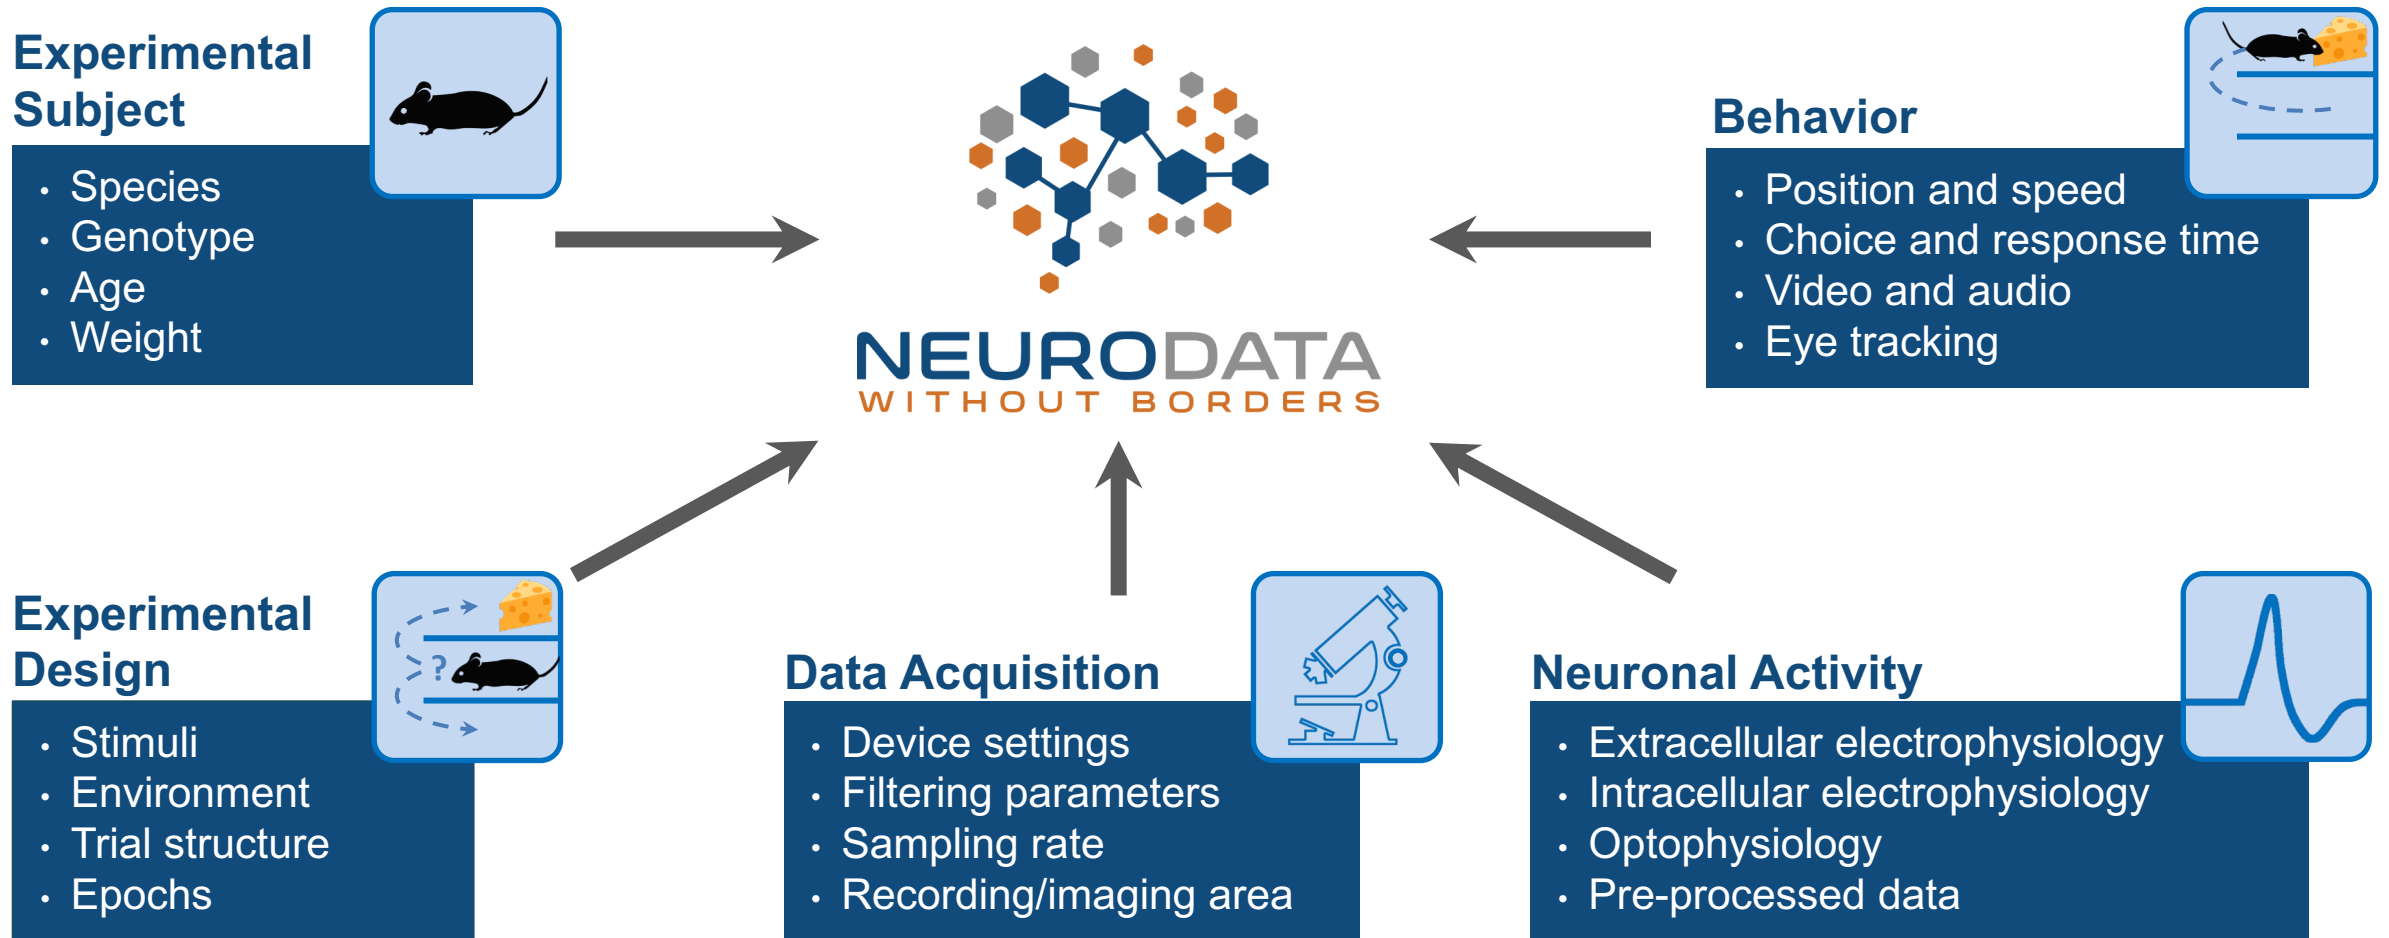 Experimental
Subject
• Species
• Genotype
• Age
• Weight
NEURODATA
WITHOUT BORDERS
Behavior
• Position and speed
• Choice and response time
• Video and audio
• Eye tracking
Experimental
Design
?
• Stimuli
• Environment
• Trial structure
• Epochs
Data Acquisition
• Device settings
• Filtering parameters
• Sampling rate
• Recording/imaging area
Neuronal Activity
• Extracellular electrophysiology
• Intracellular electrophysiology
• Optophysiology
• Pre-processed data